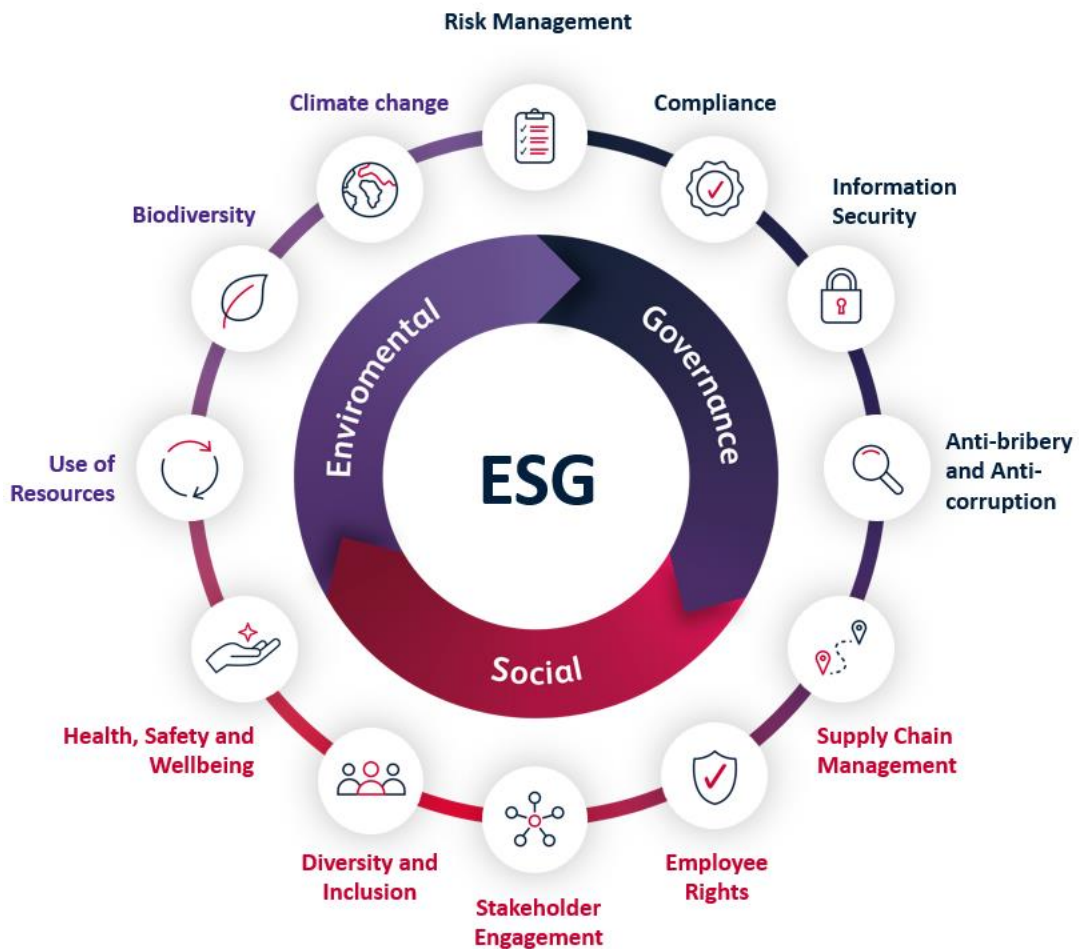 Risk Management
Climate change
Compliance
Information
Security
Biodiversity
Enviromental
Governance
Use of
Resources
ESG
Anti-bribery
and Anti-
corruption
Social
Health, Safety and
Wellbeing
Supply Chain
Management
Diversity and
Inclusion
Employee
Rights
Stakeholder
Engagement